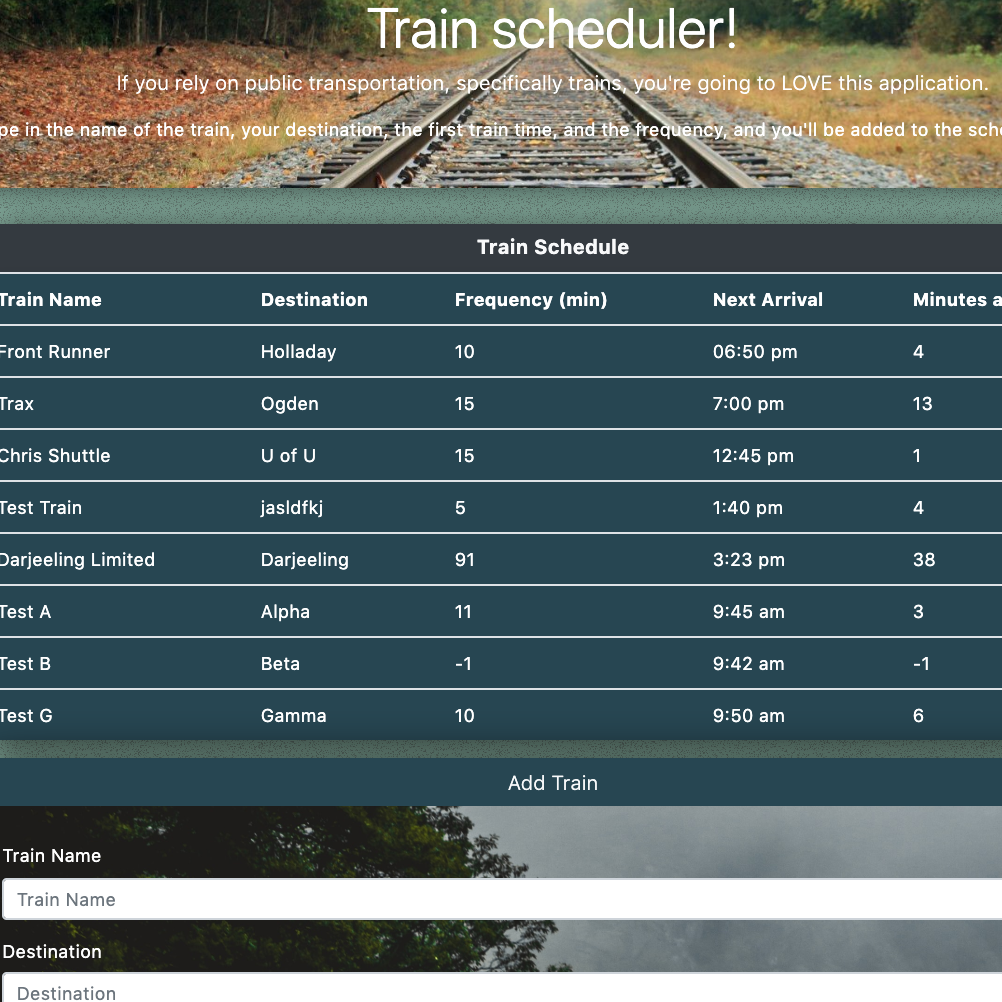 Train scheduler!
If you rely on public transportation, specifically trains, you're going to LOVE this application.
in the name of the train, your destination, the first train time, and the frequency, and you'll be added to the
Train Schedule
Train Name Destination Frequency (min) Next Arrival Minutes
Front Runner Holladay 10 06:50 pm 4
Trax Ogden 15 7:00 pm 13
Chris Shuttle U of U 15 12:45 pm 1
Test Train jasldfkj 5 1:40 pm 4
Darjeeling Limited Darjeeling 91 3:23 pm 38
Test A Alpha 11 9:45 am 3
Test B Beta -1 9:42 am -1
Test G Gamma 10 9:50 am 6
Add Train
Train Name
Train Name
Destination
Destination